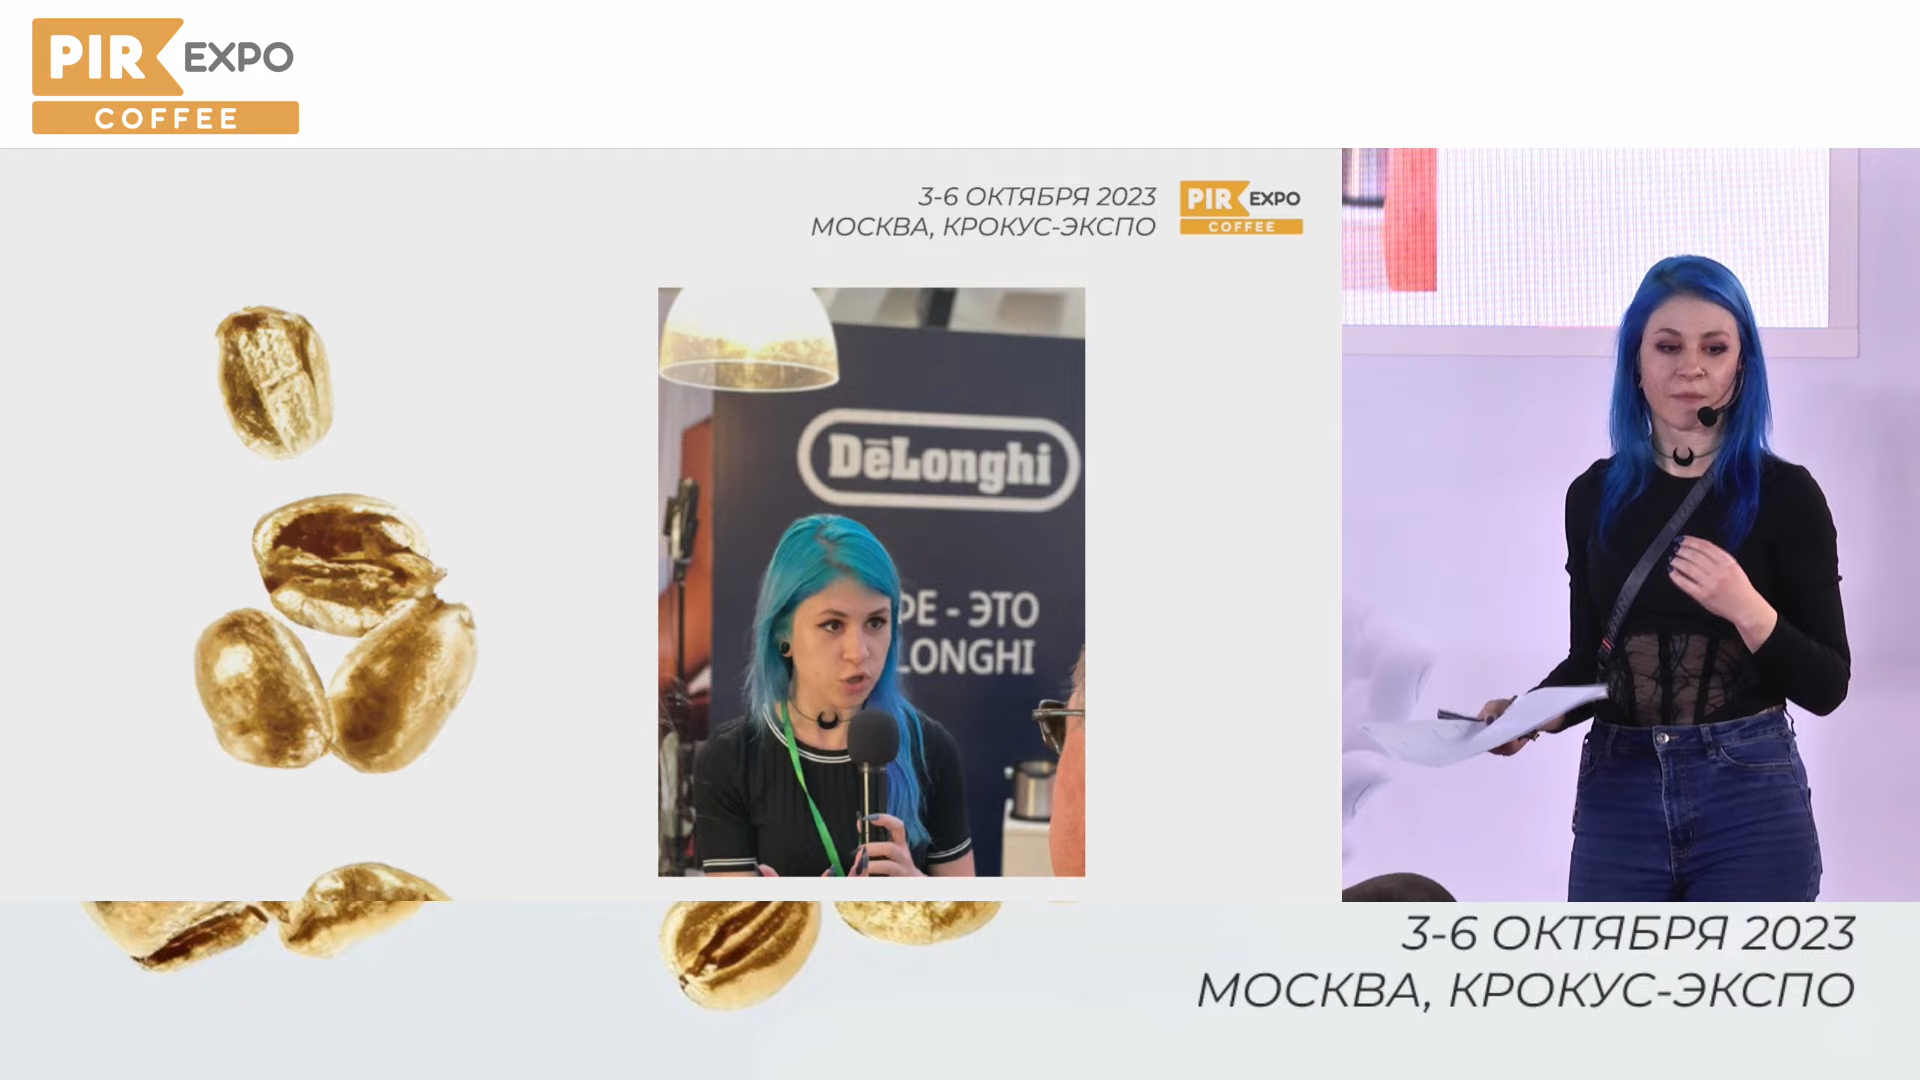 PIR EXPO
COFFEE
3-6 ОКТЯБРЯ 2023
МОСКВА, КРОКУС-ЭКСПО
PIR EXPO
COFFEE
DēLonghi
ФЕ - ЭТО
LONGHI
3-6 ОКТЯБРЯ 2023
МОСКВА, КРОКУС-ЭКСПО